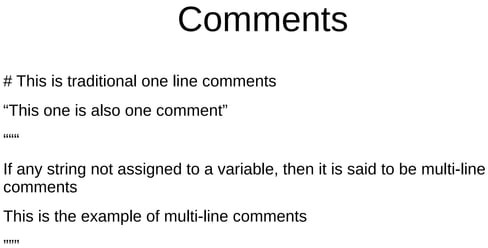 Comments
# This is traditional one line comments
“This one is also one comment”
“““
If any string not assigned to a variable, then it is said to be multi-line
comments
This is the example of multi-line comments
”””